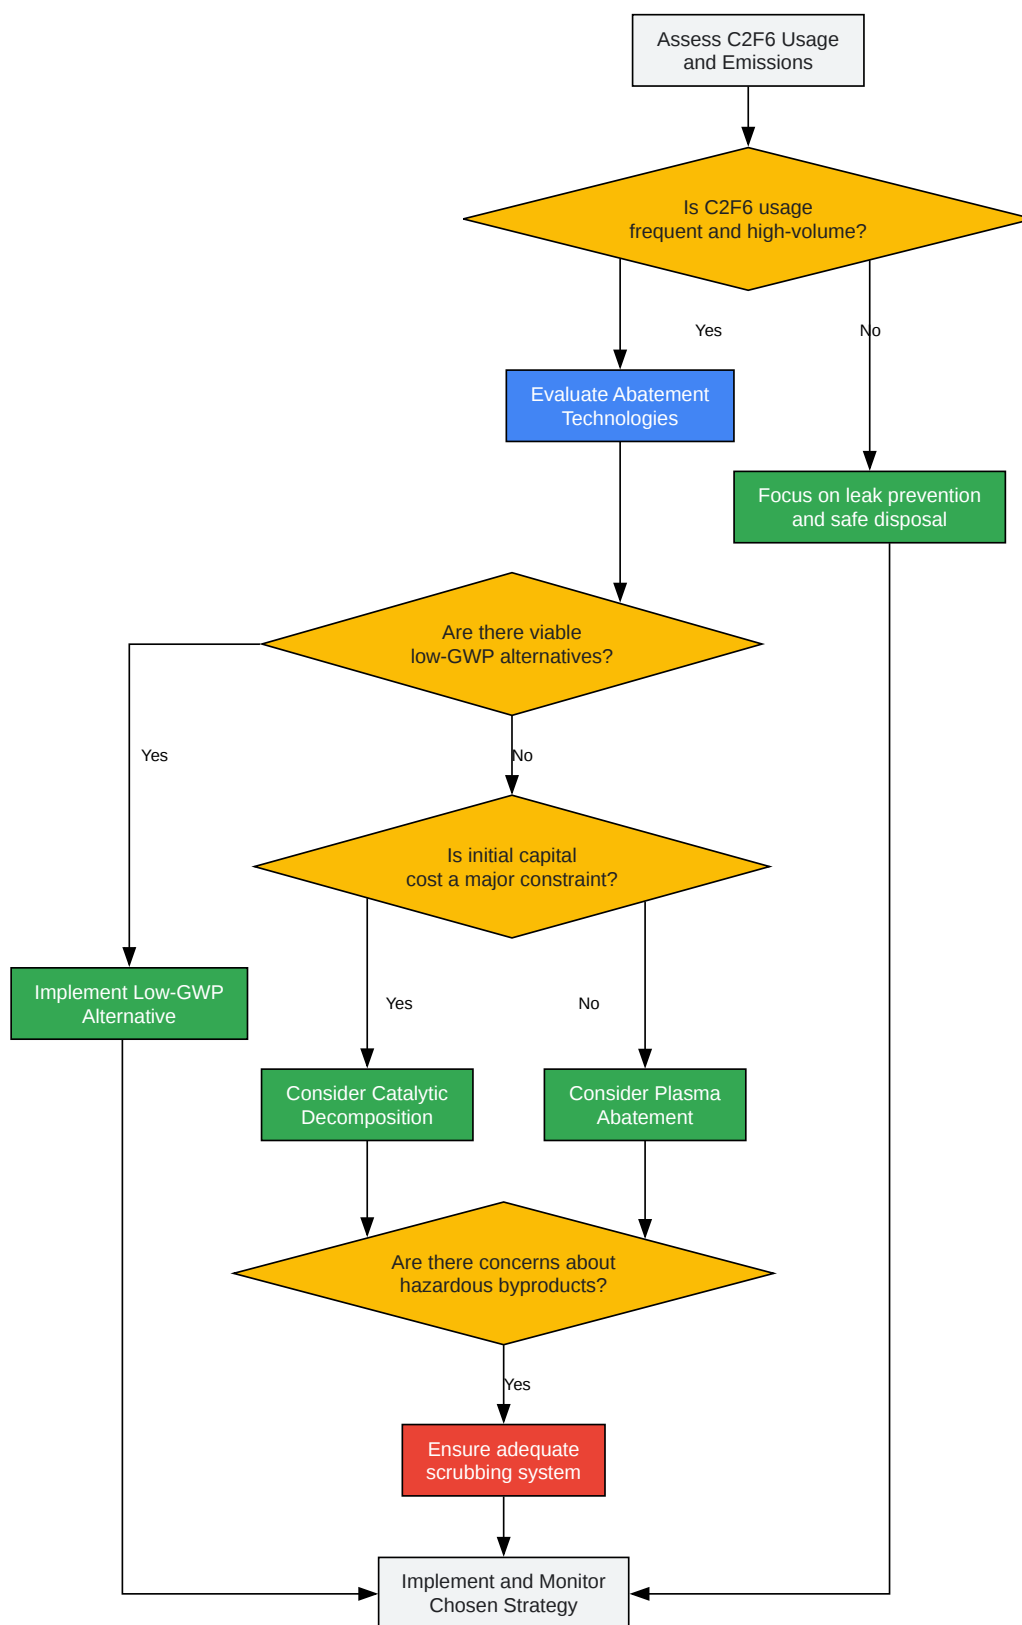 Assess C2F6 Usage
and Emissions
Is C2F6 usage
frequent and high-volume?
Yes
No
Evaluate Abatement
Technologies
Focus on leak prevention
and safe disposal
Are there viable
low-GWP alternatives?
Yes
No
Is initial capital
cost a major constraint?
Implement Low-GWP
Alternative
Yes
No
Consider Catalytic
Decomposition
Consider Plasma
Abatement
Are there concerns about
hazardous byproducts?
Yes
Ensure adequate
scrubbing system
Implement and Monitor
Chosen Strategy